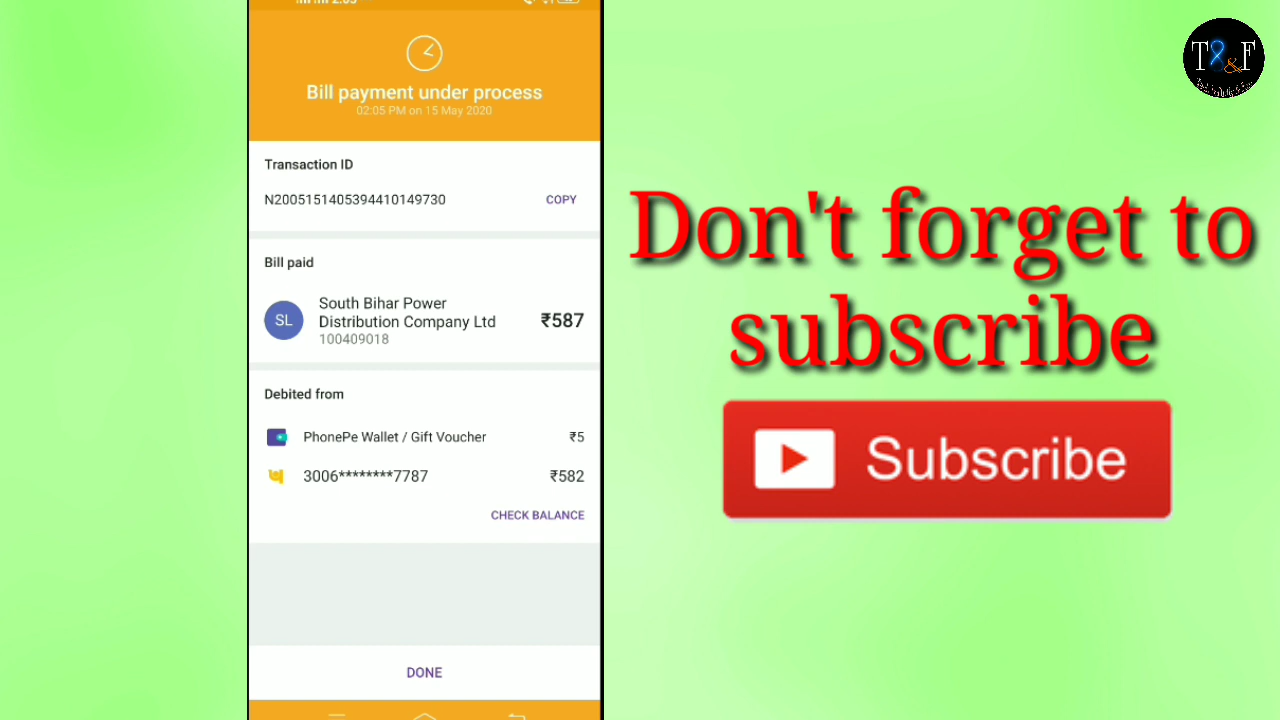 Bill payment under process
02:05 PM on 15 May 2020
Transaction ID
N2005151405394410149730
COPY
Bill paid
SL
South Bihar Power
Distribution Company Ltd
100409018
₹587
Debited from
PhonePe Wallet / Gift Voucher
₹5
3006********7787
₹582
CHECK BALANCE
DONE
T&F
Don't forget to
subscribe
Subscribe